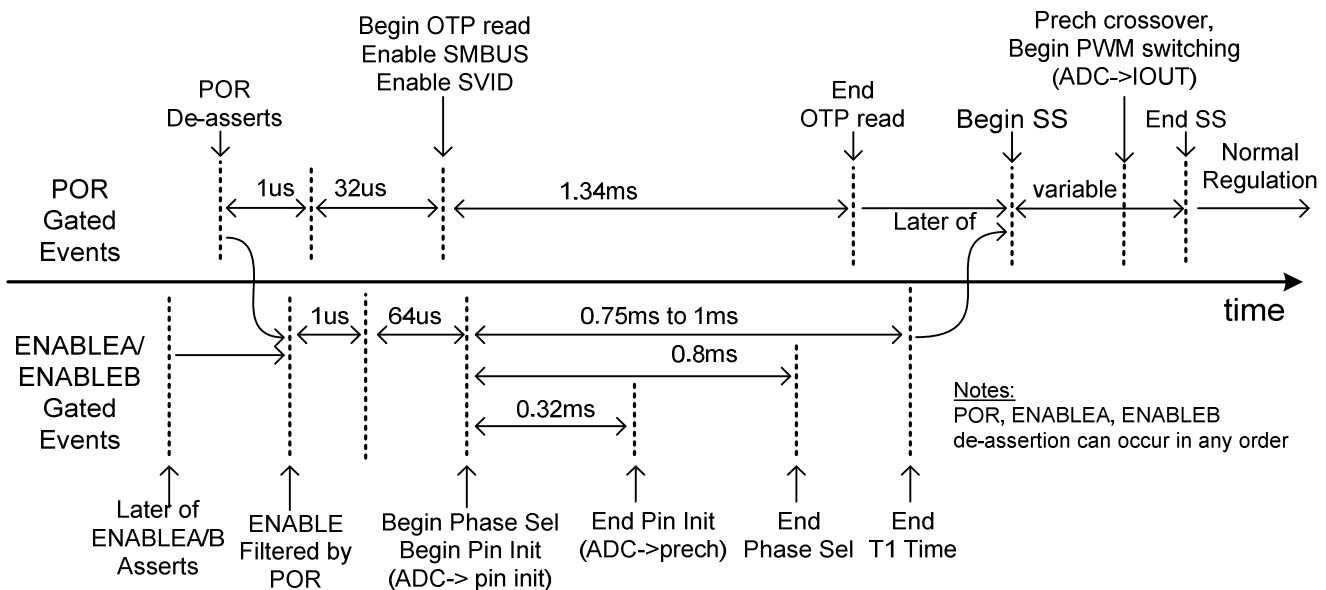 Begin OTP read
Enable SMBUS
Enable SVID
Prech crossover,
Begin PWM switching
(ADC->IOUT)
POR
De-asserts
End
OTP read
Begin SS
End SS
Normal
Regulation
POR
Gated
Events
1us
32us
1.34ms
Later of
variable
time
ENABLEA/
ENABLEB
Gated
Events
1us
64us
0.75ms to 1ms
0.8ms
0.32ms
Notes:
POR, ENABLEA, ENABLEB
de-assertion can occur in any order
Later of
ENABLEA/B
Asserts
ENABLE
Filtered by
POR
Begin Phase Sel
Begin Pin Init
(ADC-> pin init)
End Pin Init
(ADC->prech)
End
Phase Sel
End
T1 Time